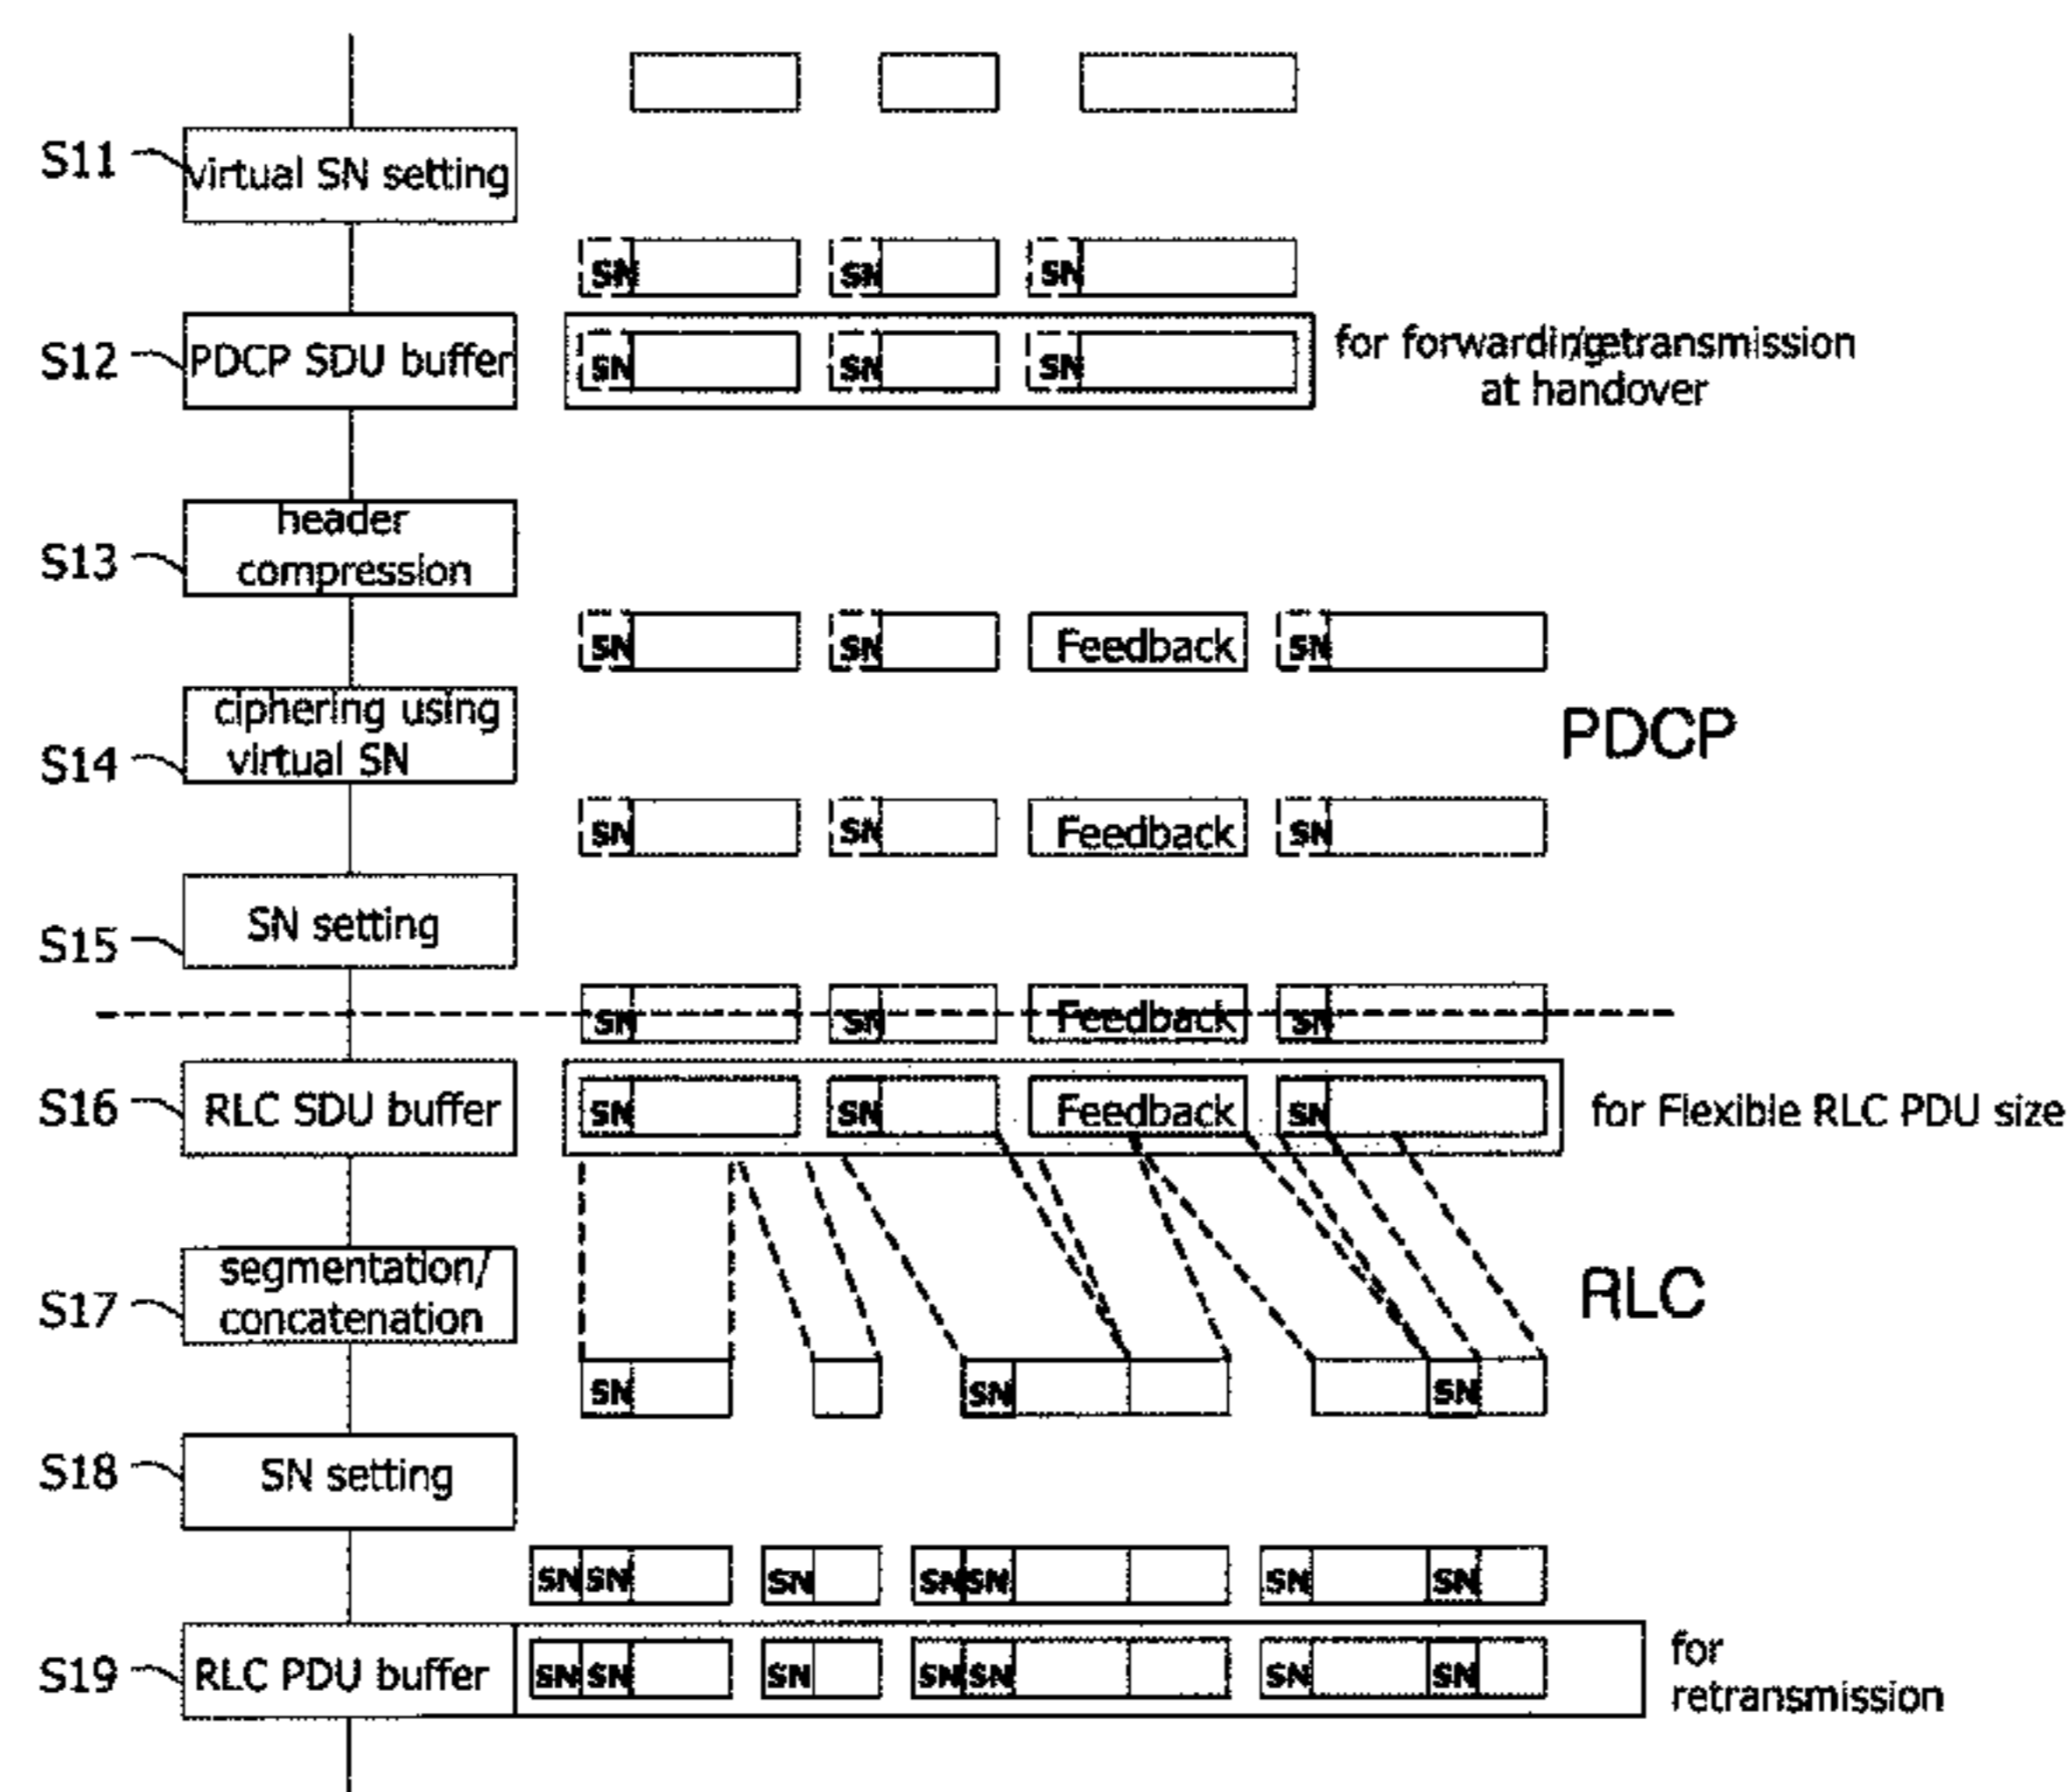 S11
virtual SN setting
SN SN SN
S12
PDCP SDU buffer
SN SN SN
for forwarding/retransmission
at handover
S13
header
compression
SN SN Feedback SN
S14
ciphering using
virtual SN
PDCP
SN SN Feedback SN
S15
SN setting
SN SN Feedback SN
S16
RLC SDU buffer
SN SN Feedback SN
for Flexible RLC PDU size
S17
segmentation/
concatenation
RLC
SN SN SN
S18
SN setting
SN SN SN SN SN SN SN
S19
RLC PDU buffer
SN SN SN SN SN SN SN
for
retransmission